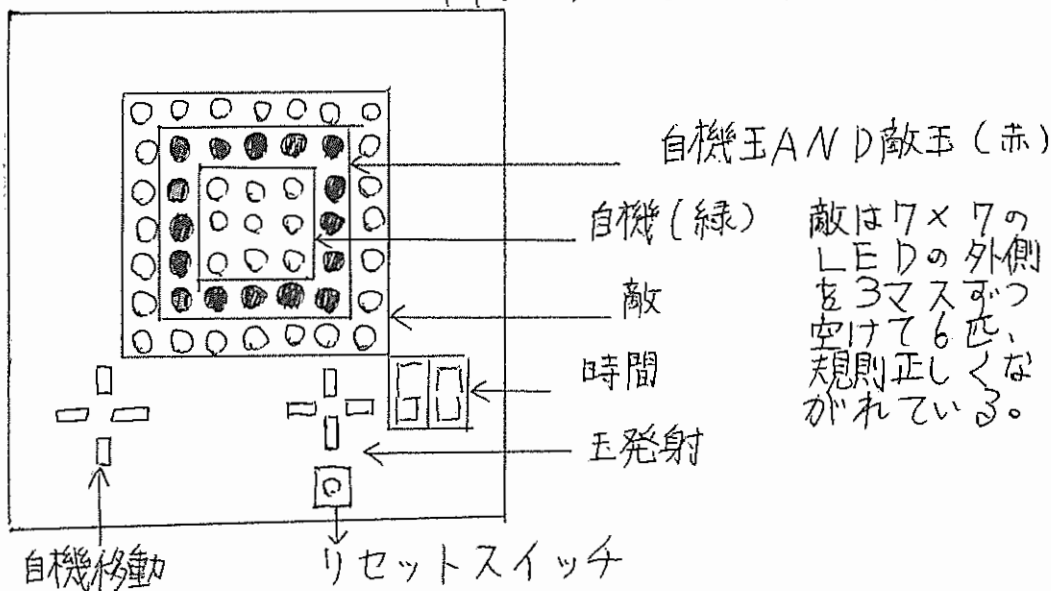 自機玉AND敵玉(赤)
自機(緑)
敵
時間
玉発射
敵は7×7の
LEDの外側
を3マスずつ
空けて6匹、
規則正しくな
がれている。
60
自機移動
リセットスイッチ